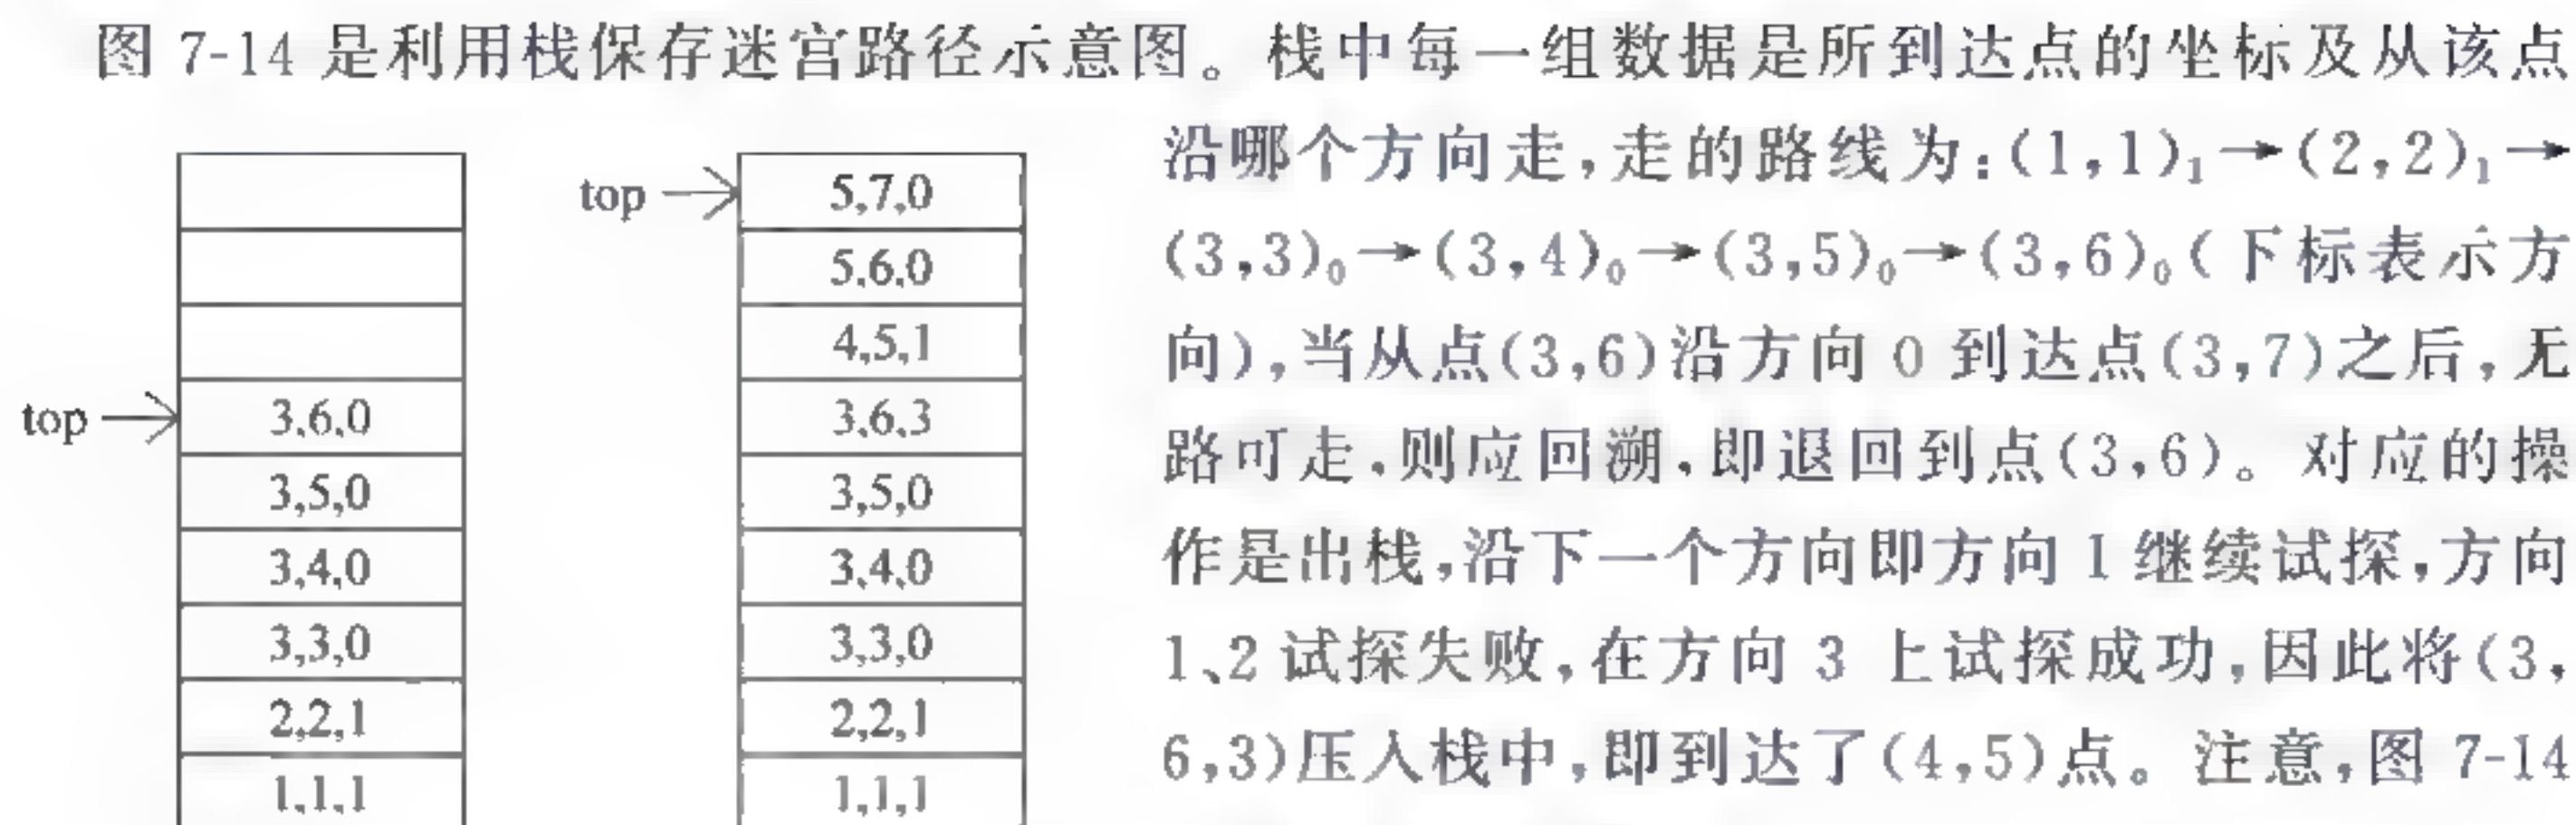 图 7-14 是利用栈保存迷宫路径示意图。栈中每一组数据是所到达点的坐标及从该点
沿哪个方向走,走的路线为:(1,1)₁→(2,2)₁→
(3,3)₀→(3,4)₀→(3,5)₀→(3,6)₀(下标表示方
向),当从点(3,6)沿方向 0 到达点(3,7)之后,无
路可走,则应回溯,即退回到点(3,6)。对应的操
作是出栈,沿下一个方向即方向 1 继续试探,方向
1、2 试探失败,在方向 3 上试探成功,因此将(3,
6,3)压入栈中,即到达了(4,5)点。注意,图 7-14
top
3,6,0
3,5,0
3,4,0
3,3,0
2,2,1
1,1,1
top
5,7,0
5,6,0
4,5,1
3,6,3
3,5,0
3,4,0
3,3,0
2,2,1
1,1,1